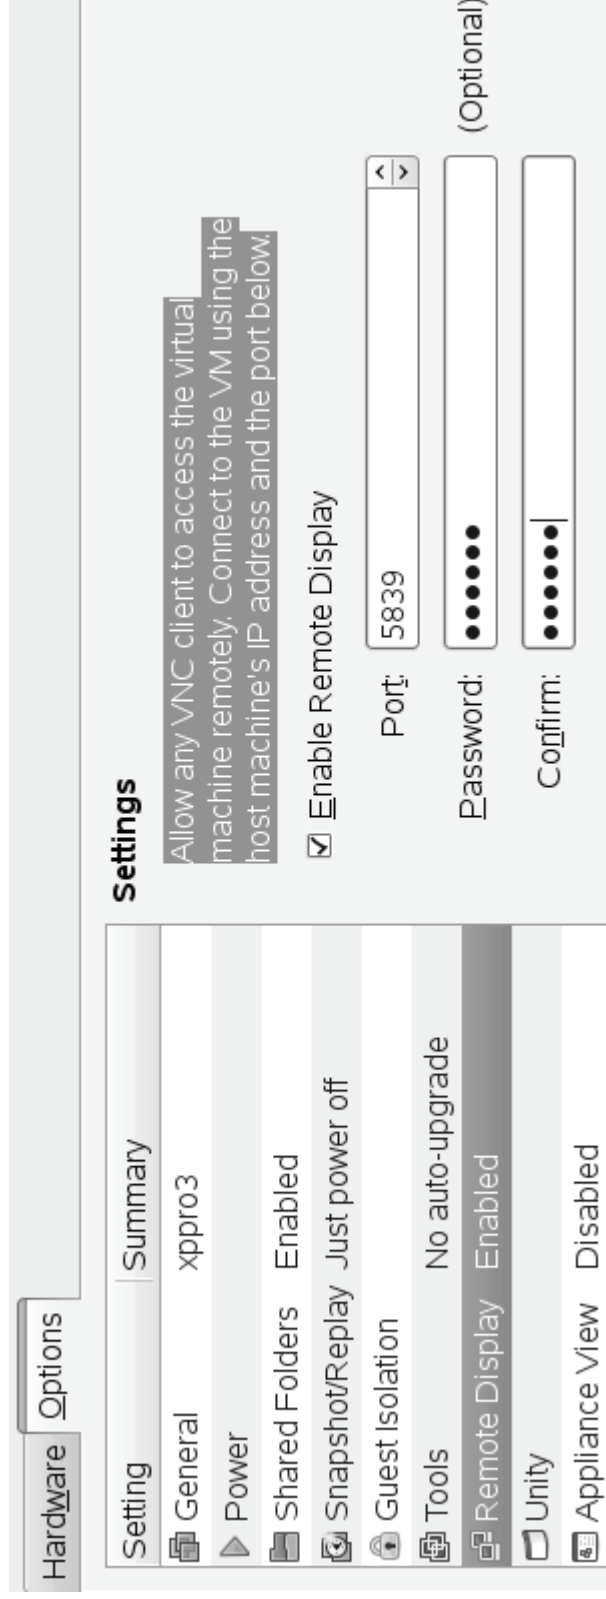 Hardware Options
Setting Summary
General xppro3
Power
Shared Folders Enabled
Snapshot/Replay Just power off
Guest Isolation
Tools No auto-upgrade
Remote Display Enabled
Unity
Appliance View Disabled
Settings
Allow any VNC client to access the virtual
machine remotely. Connect to the VM using the
host machine's IP address and the port below.
Enable Remote Display
Port: 5839
Password: ●●●●●●● (Optional)
Confirm: ●●●●●●●